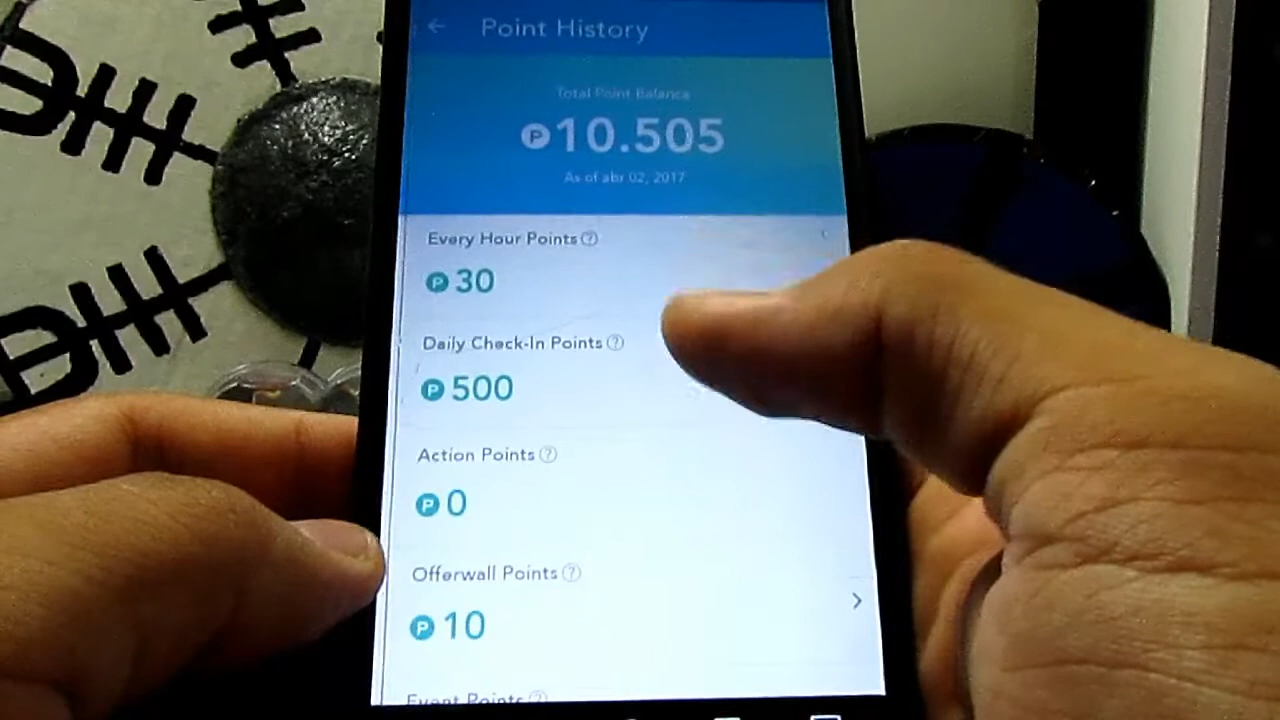 Point History
Total Point Balance
P 10.505
As of abr 02, 2017
Every Hour Points ?
P 30
Daily Check-In Points ?
P 500
Action Points ?
P 0
Offerwall Points ?
P 10
Event Points ?